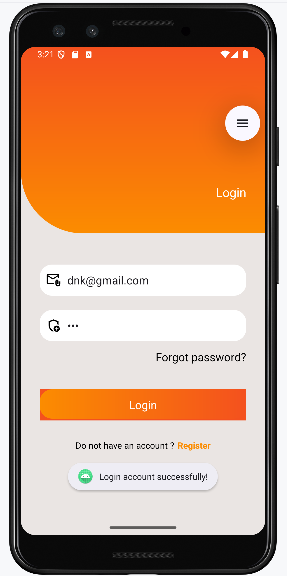 3:21
Login
dnk@gmail.com
•••
Forgot password?
Login
Do not have an account ? Register
Login account successfully!